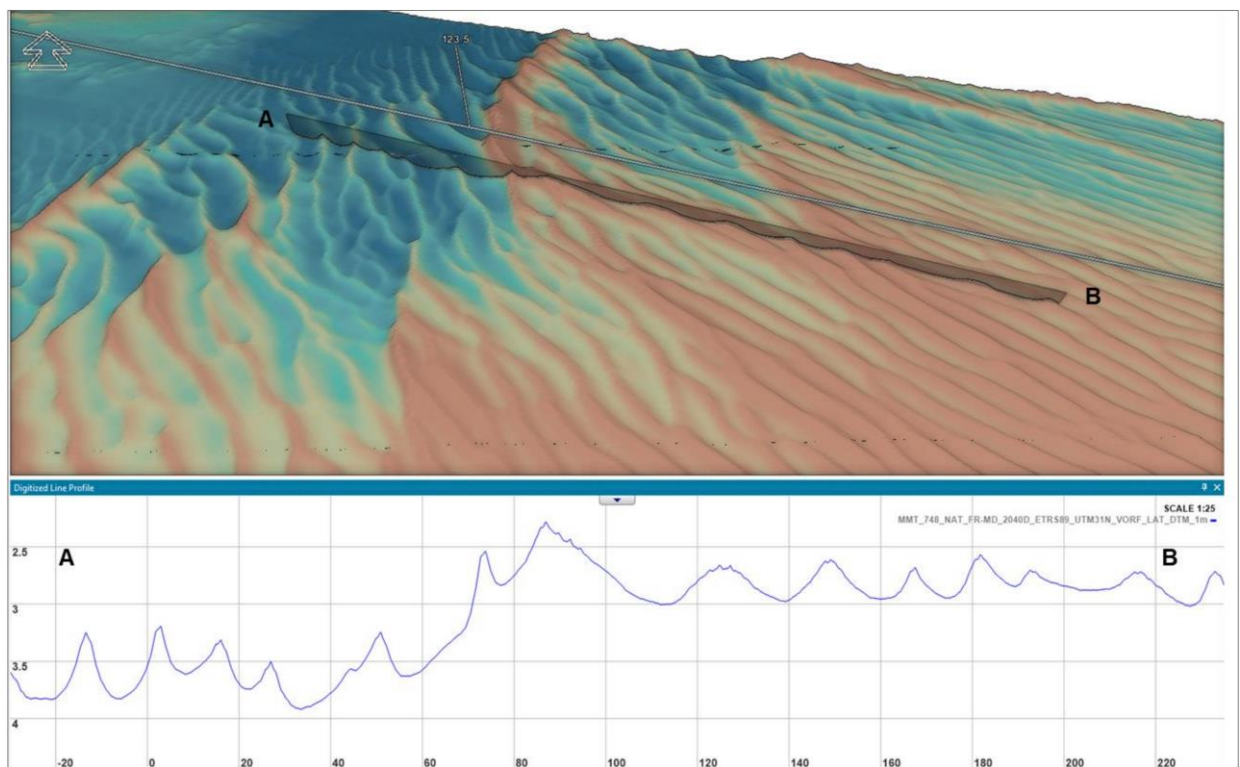 123.5
A
B
Digitized Line Profile
SCALE 1:25
MMT_748_NAT_FR-MD_2040D_ETRS89_UTM31N_VORF_LAT_DTM_1m
A
B
2.5
3
3.5
4
-20 0 20 40 60 80 100 120 140 160 180 200 220